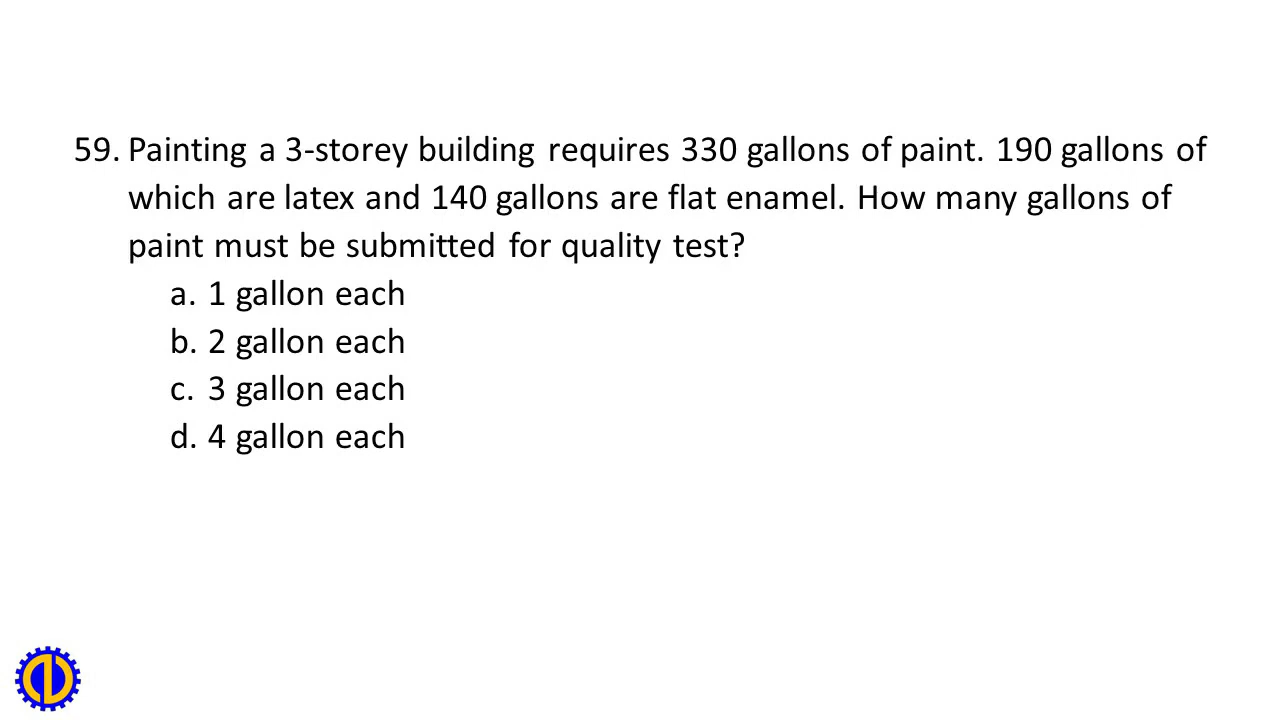 59. Painting a 3-storey building requires 330 gallons of paint. 190 gallons of
which are latex and 140 gallons are flat enamel. How many gallons of
paint must be submitted for quality test?
a. 1 gallon each
b. 2 gallon each
c. 3 gallon each
d. 4 gallon each